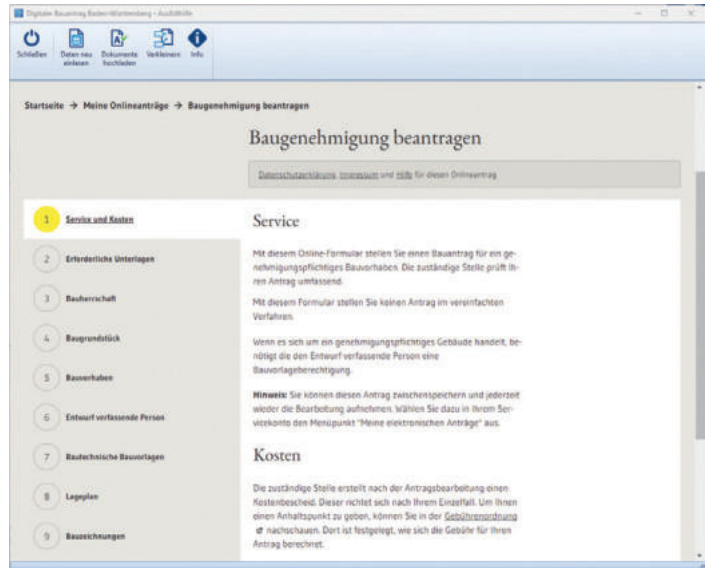 Digitaler Bauantrag Baden-Württemberg - Ausfüllhilfe
Schließen
Daten neu
einlesen
Dokumente
hochladen
Verkleinern
Info
Startseite → Meine Onlineanträge → Baugenehmigung beantragen
Baugenehmigung beantragen
Datenschutzerklärung, Impressum und Hilfe für diesen Onlineantrag
1 Service und Kosten
2 Erforderliche Unterlagen
3 Bauherrschaft
4 Baugrundstück
5 Bauvorhaben
6 Entwurf verfassende Person
7 Bautechnische Bauvorlagen
8 Lageplan
9 Bauzeichnungen
Service
Mit diesem Online-Formular stellen Sie einen Bauantrag für ein ge-
nehmigungspflichtiges Bauvorhaben. Die zuständige Stelle prüft Ih-
ren Antrag umfassend.
Mit diesem Formular stellen Sie keinen Antrag im vereinfachten
Verfahren.
Wenn es sich um ein genehmigungspflichtiges Gebäude handelt, be-
nötigt die den Entwurf verfassende Person eine
Bauvorlageberechtigung.
Hinweis: Sie können diesen Antrag zwischenspeichern und jederzeit
wieder die Bearbeitung aufnehmen. Wählen Sie dazu in Ihrem Ser-
vicekonto den Menüpunkt "Meine elektronischen Anträge" aus.
Kosten
Die zuständige Stelle erstellt nach der Antragsbearbeitung einen
Kostenbescheid. Dieser richtet sich nach Ihrem Einzelfall. Um Ihnen
einen Anhaltspunkt zu geben, können Sie in der Gebührenordnung
nachschauen. Dort ist festgelegt, wie sich die Gebühr für Ihren
Antrag berechnet.